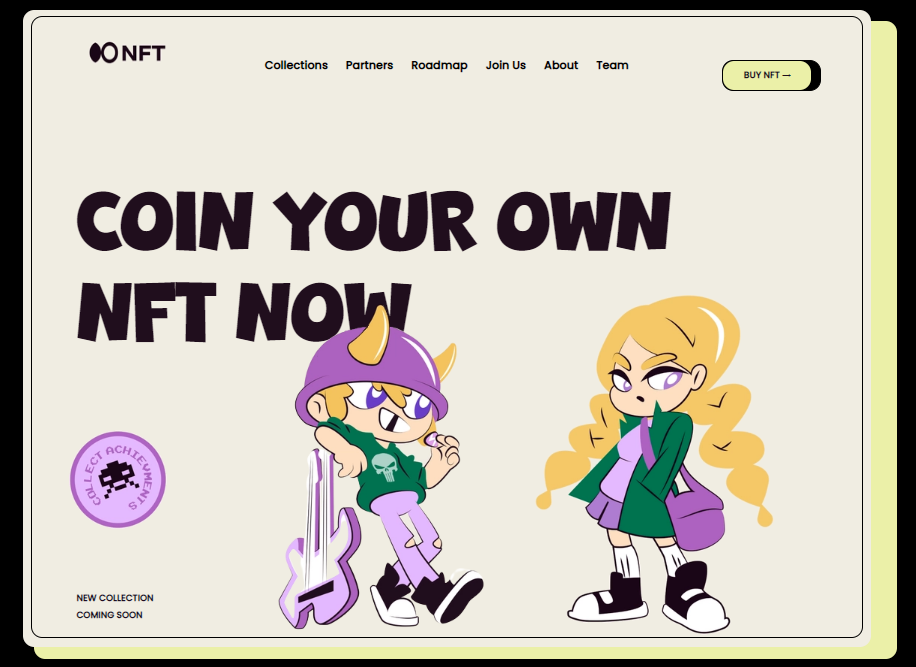 NFT
Collections Partners Roadmap Join Us About Team
BUY NFT →
COIN YOUR OWN
NFT NOW
COLLECT ACHIEVMENTS
NEW COLLECTION
COMING SOON